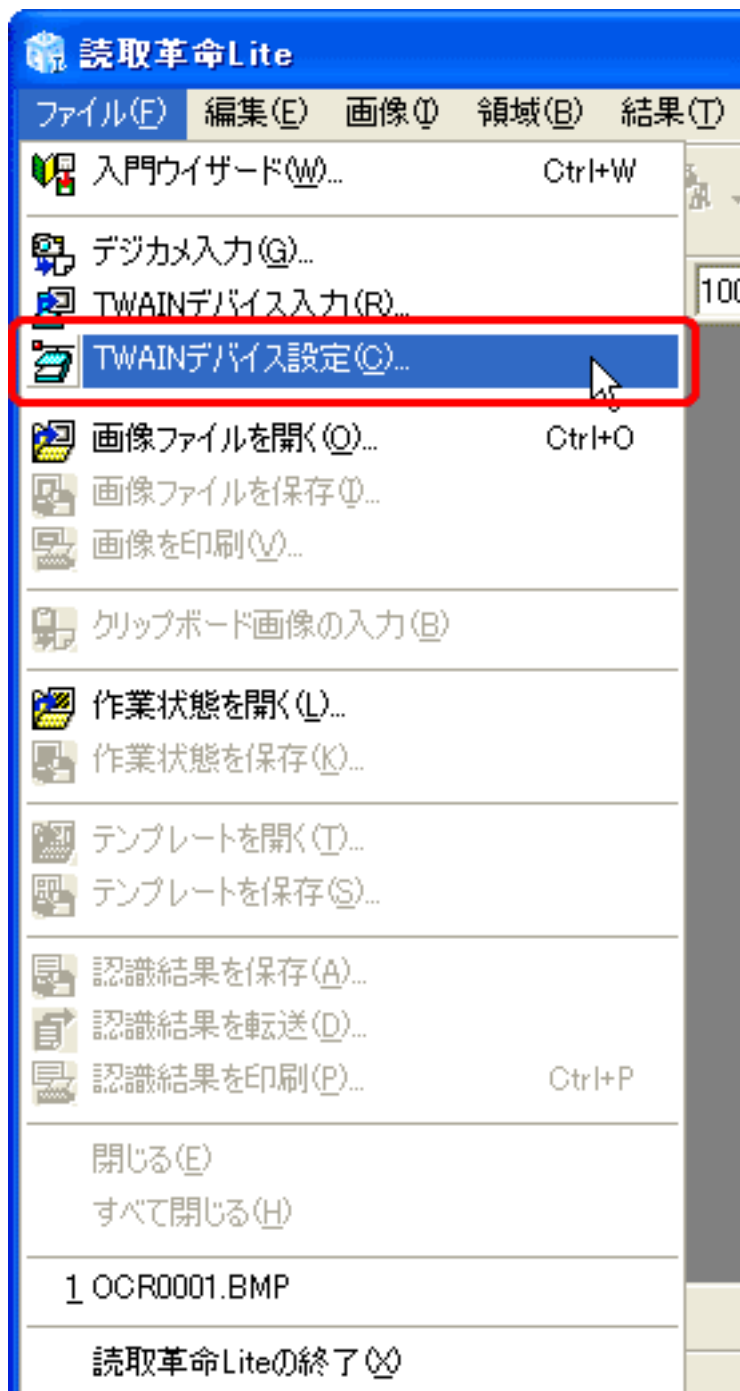 読取革命Lite
ファイル(F) 編集(E) 画像(I) 領域(B) 結果(T)
入門ウィザード(W)... Ctrl+W
デジカメ入力(G)...
100
TWAINデバイス入力(R)...
TWAINデバイス設定(C)...
画像ファイルを開く(O)... Ctrl+O
画像ファイルを保存(I)...
画像を印刷(V)...
クリップボード画像の入力(B)
作業状態を開く(L)...
作業状態を保存(K)...
テンプレートを開く(T)...
テンプレートを保存(S)...
認識結果を保存(A)...
認識結果を転送(D)...
認識結果を印刷(P)... Ctrl+P
閉じる(E)
すべて閉じる(H)
1 OCR0001.BMP
読取革命Liteの終了(X)